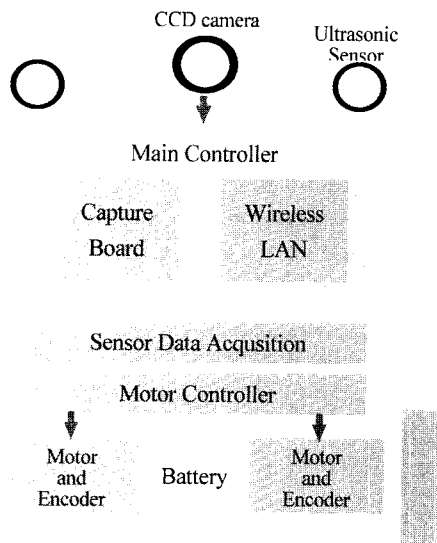 CCD camera
Ultrasonic
Sensor
Main Controller
Capture
Board
Wireless
LAN
Sensor Data Acqusition
Motor Controller
Motor
and
Encoder
Battery
Motor
and
Encoder